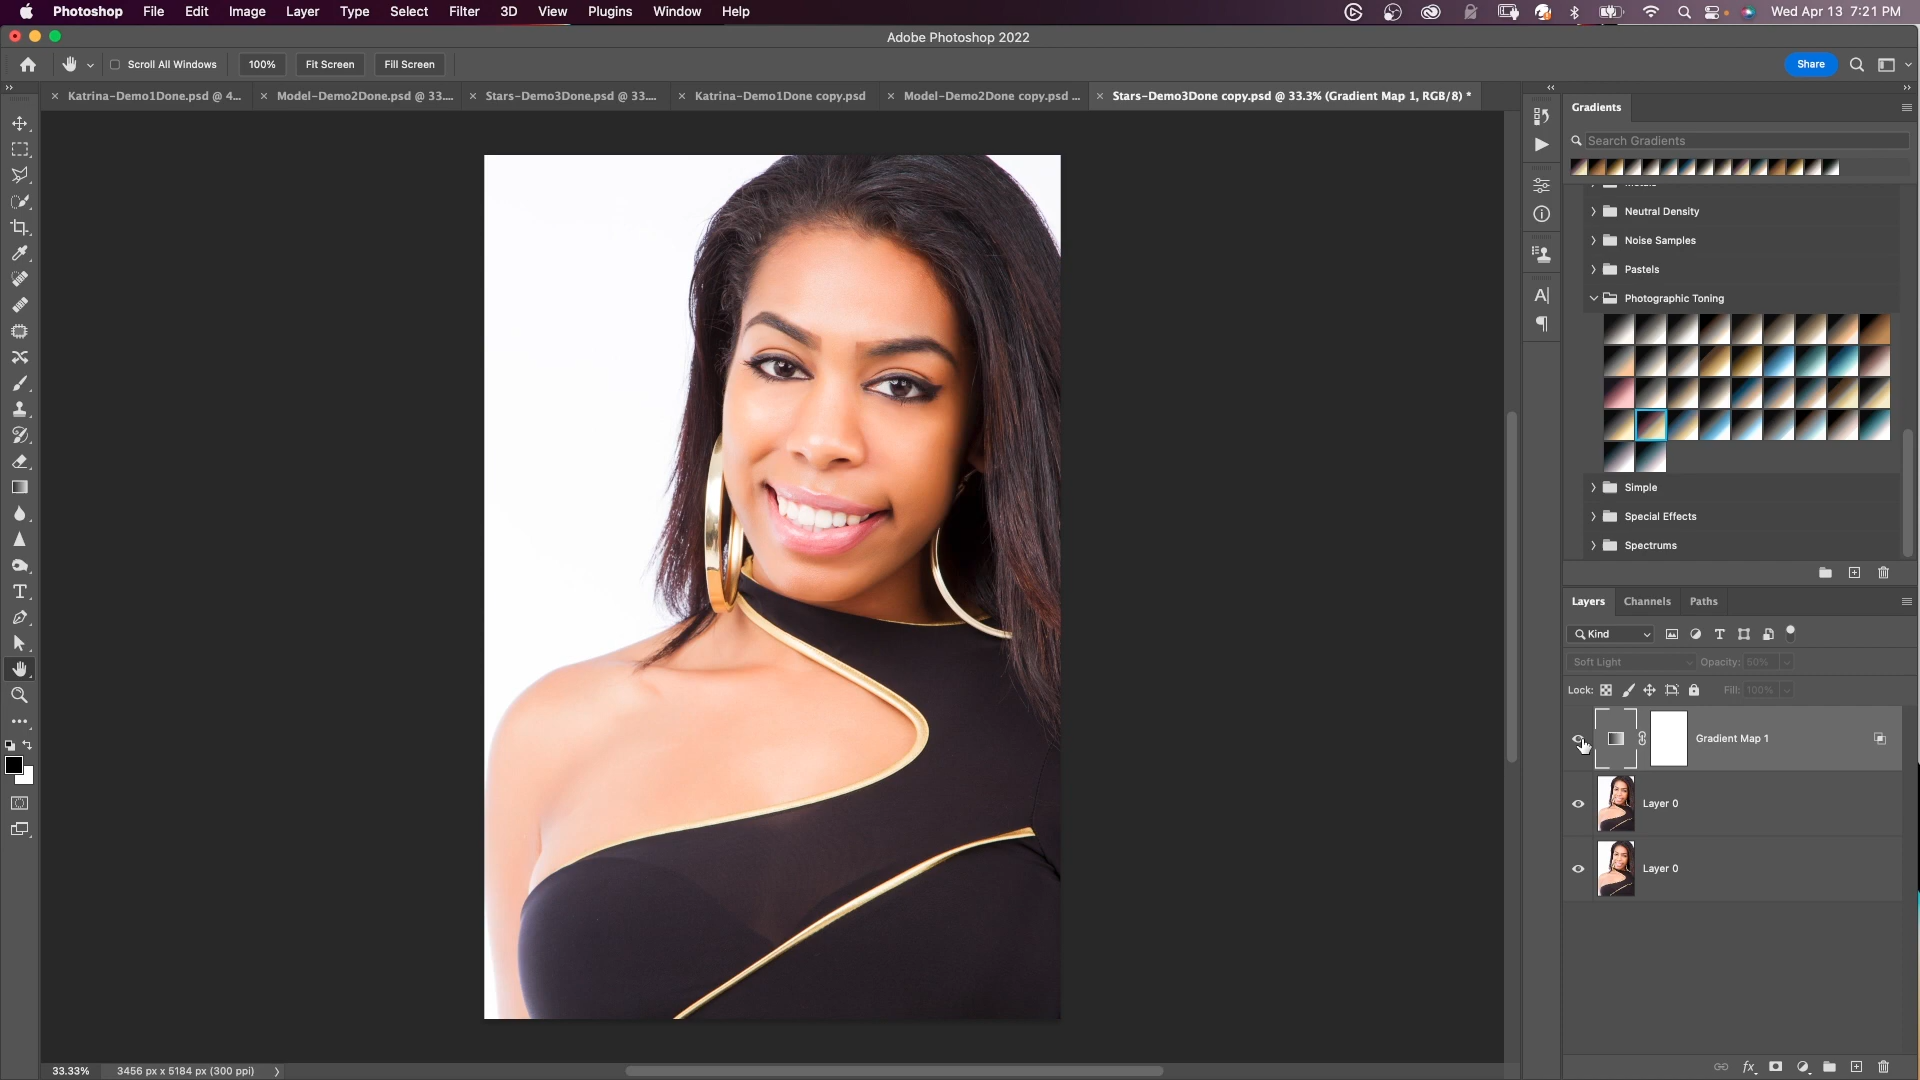 Photoshop File Edit Image Layer Type Select Filter 3D View Plugins Window Help Wed Apr 13 7:21 PM
Adobe Photoshop 2022
Scroll All Windows 100% Fit Screen Fill Screen Share
Katrina-Demo1Done.psd @ 4... Model-Demo2Done.psd @ 33.... Stars-Demo3Done.psd @ 33.... Katrina-Demo1Done copy.psd Model-Demo2Done copy.psd ... Stars-Demo3Done copy.psd @ 33.3% (Gradient Map 1, RGB/8) *
Gradients
Search Gradients
Neutral Density
Noise Samples
Pastels
Photographic Toning
Simple
Special Effects
Spectrums
Layers Channels Paths
Kind
Soft Light Opacity: 50%
Lock: Fill: 100%
Gradient Map 1
Layer 0
Layer 0
33.33% 3456 px x 5184 px (300 ppi)